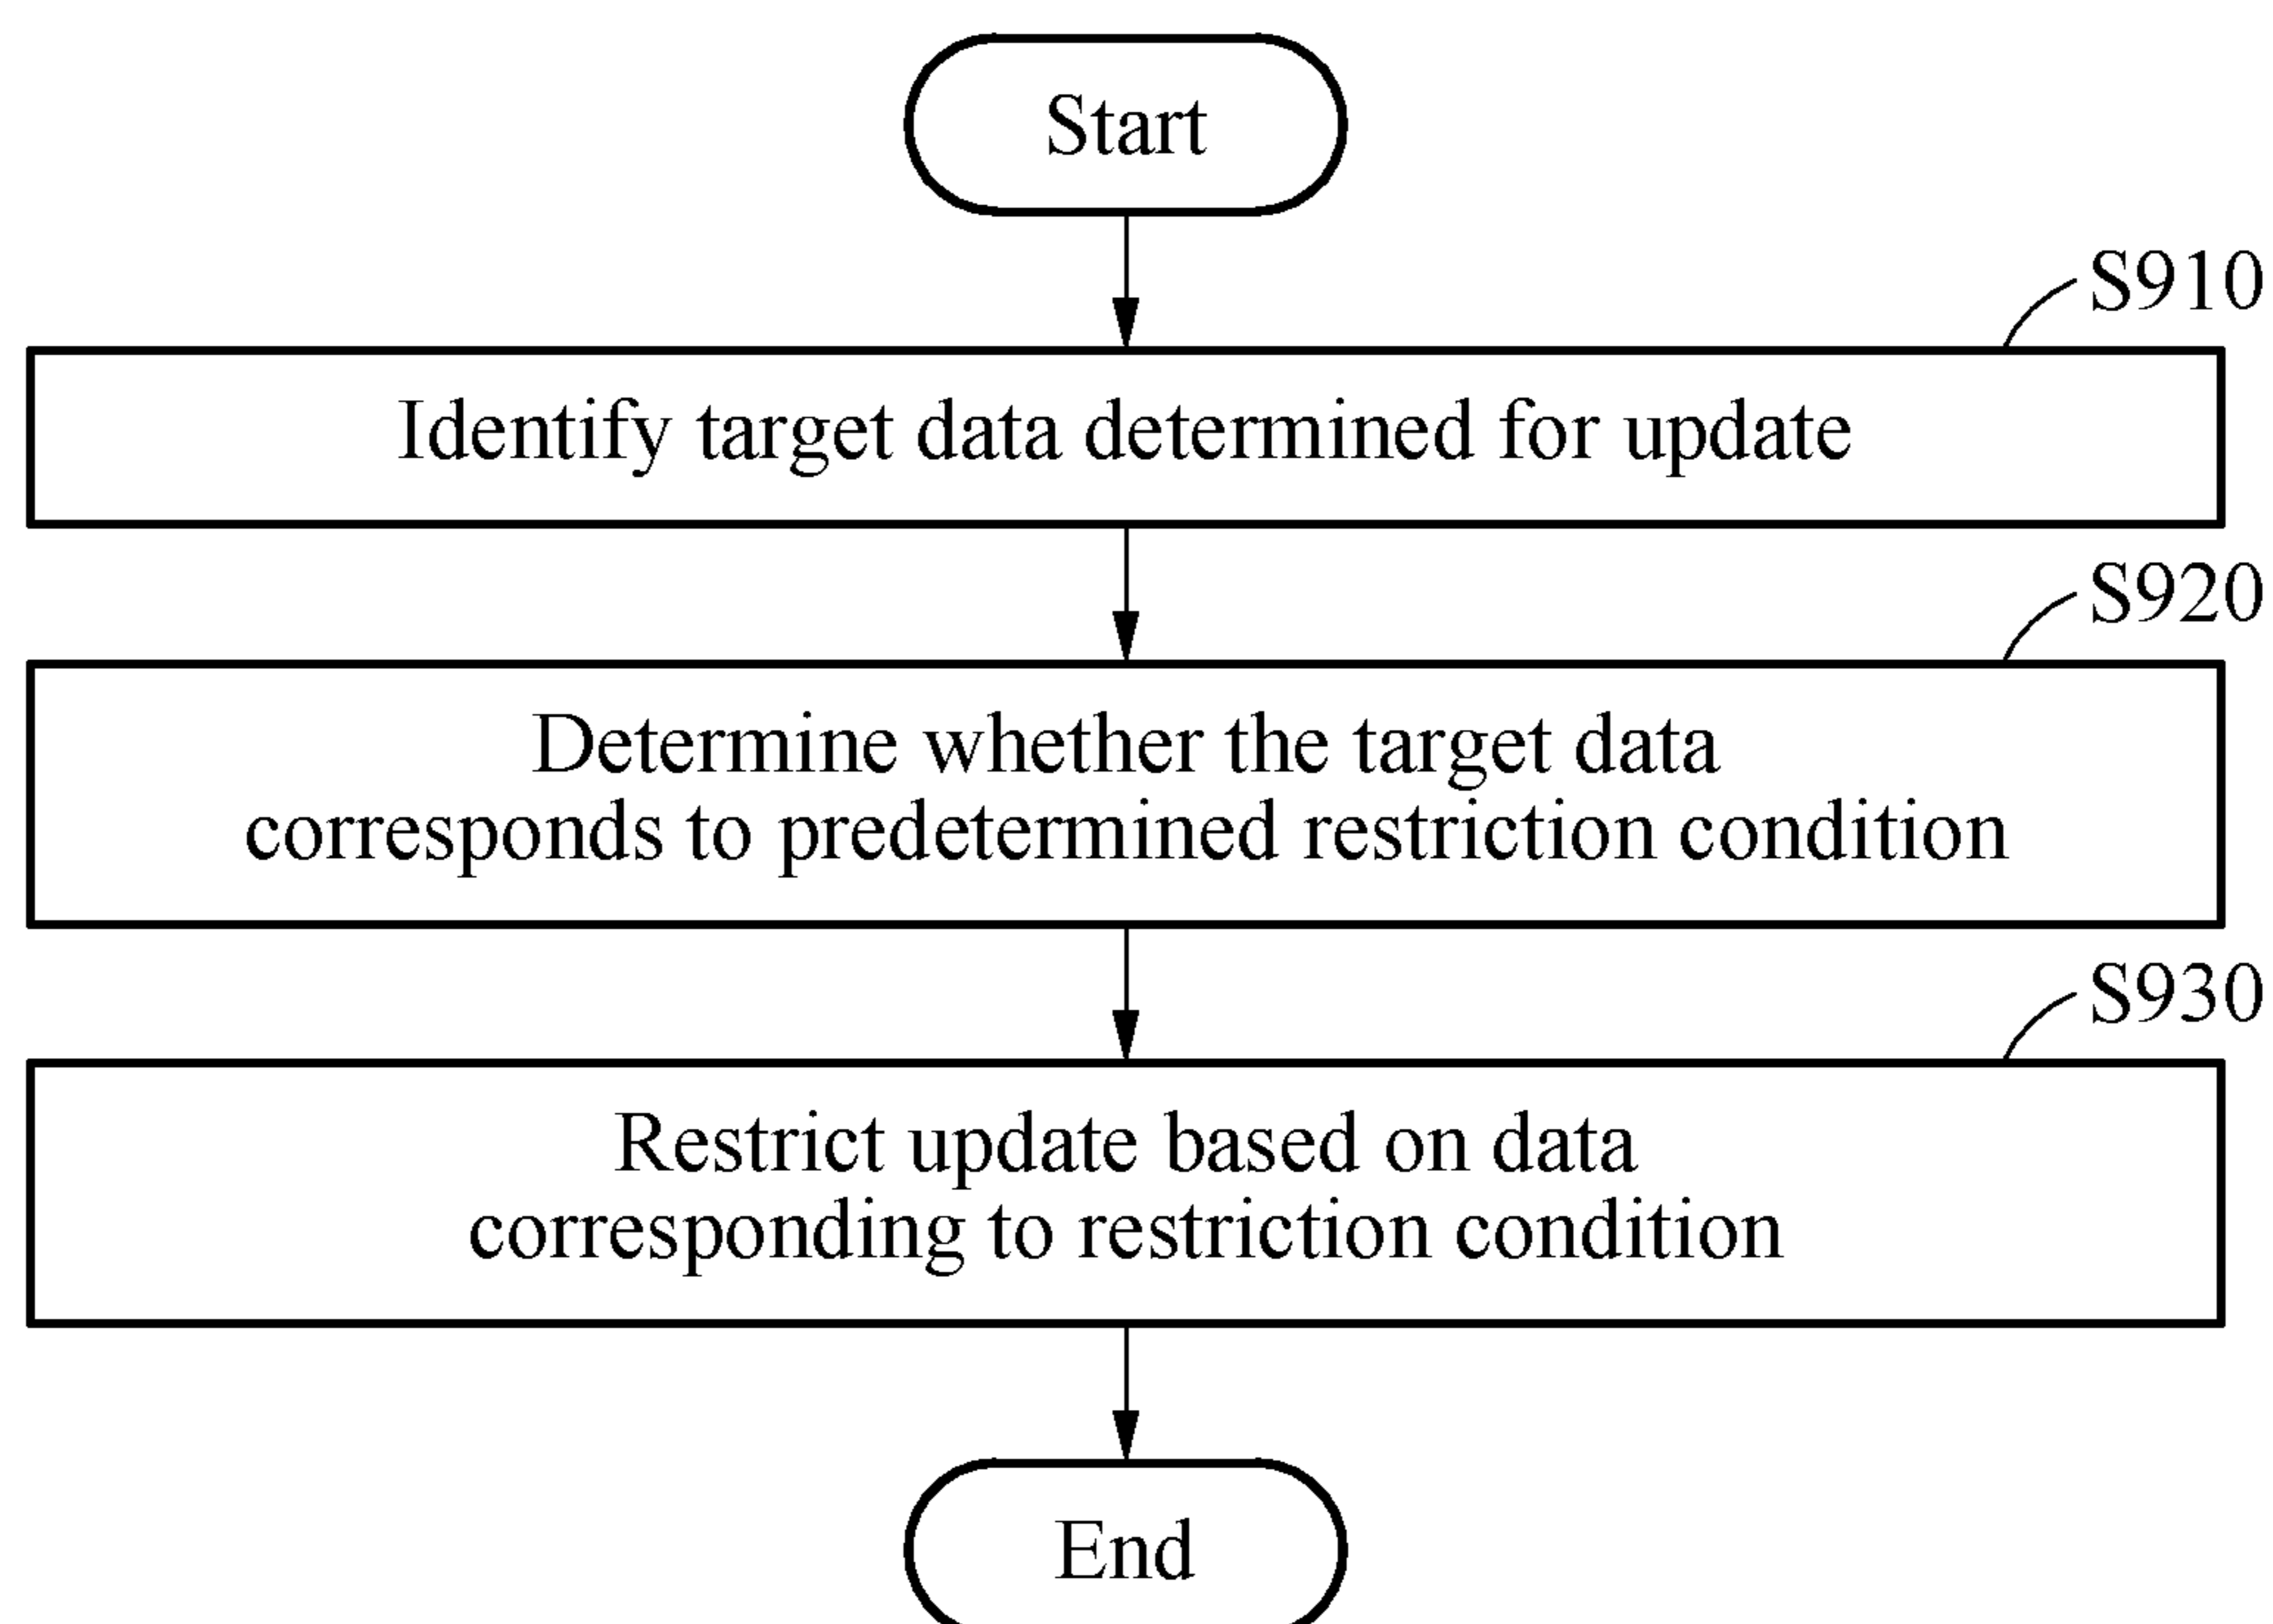 Start
S910
Identify target data determined for update
S920
Determine whether the target data
corresponds to predetermined restriction condition
S930
Restrict update based on data
corresponding to restriction condition
End